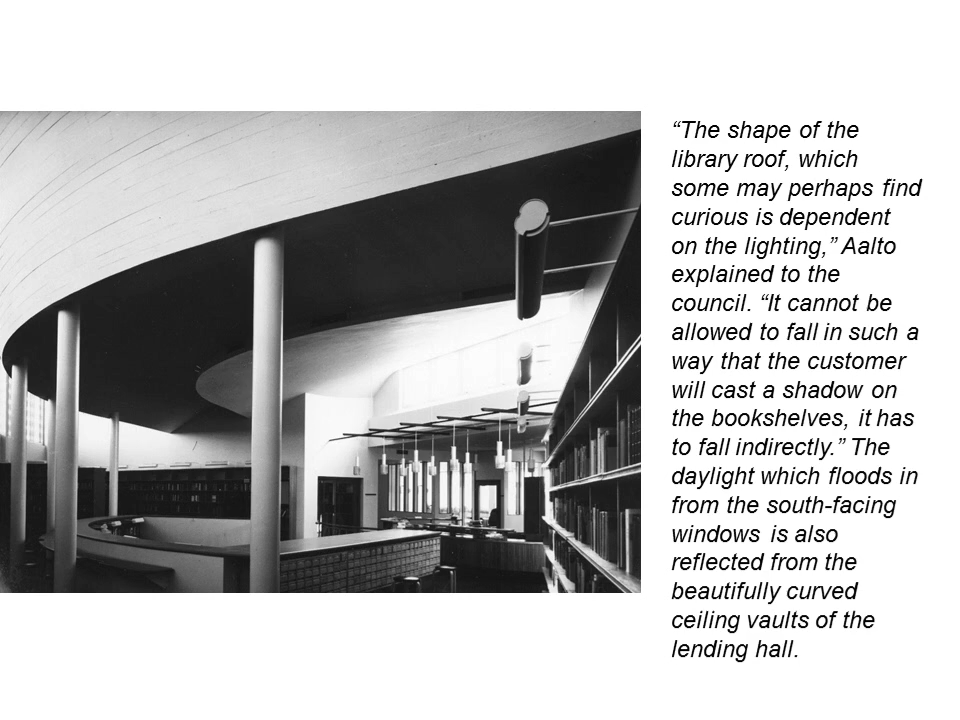 “The shape of the
library roof, which
some may perhaps find
curious is dependent
on the lighting,” Aalto
explained to the
council. “It cannot be
allowed to fall in such a
way that the customer
will cast a shadow on
the bookshelves, it has
to fall indirectly.” The
daylight which floods in
from the south-facing
windows is also
reflected from the
beautifully curved
ceiling vaults of the
lending hall.